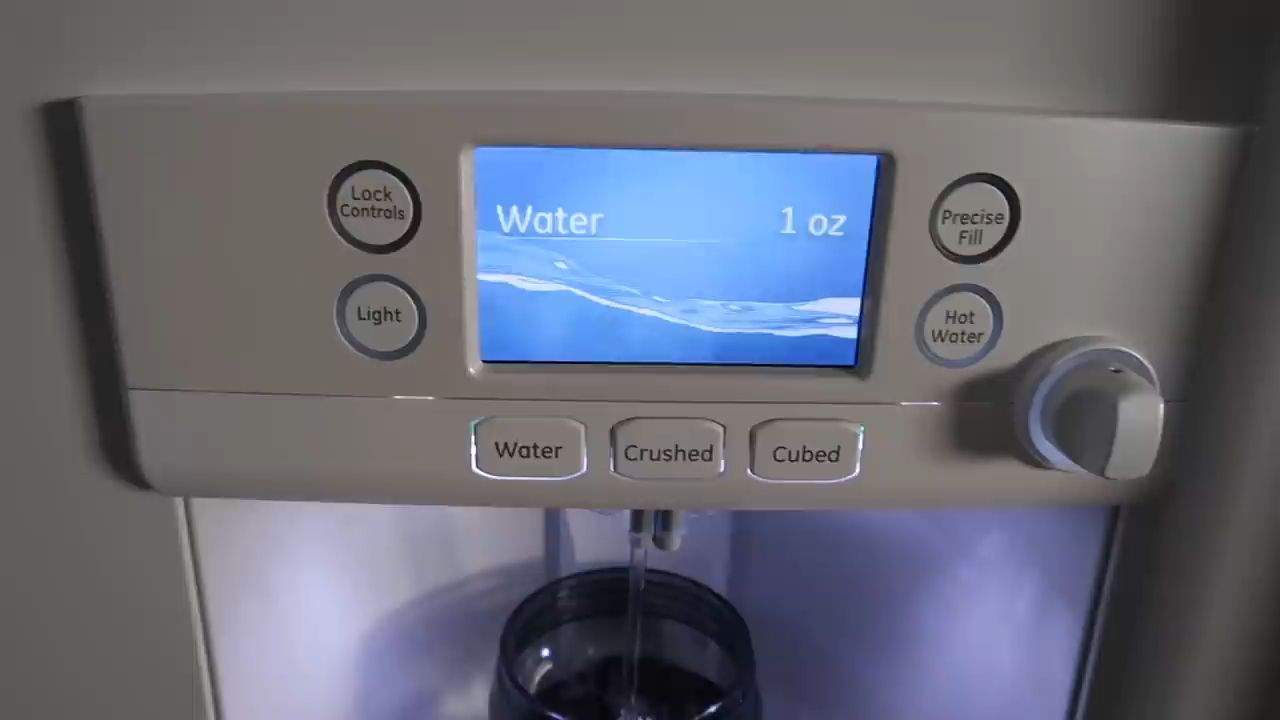 Lock
Controls
Light
Water 1 oz
Precise
Fill
Hot
Water
Water
Crushed
Cubed